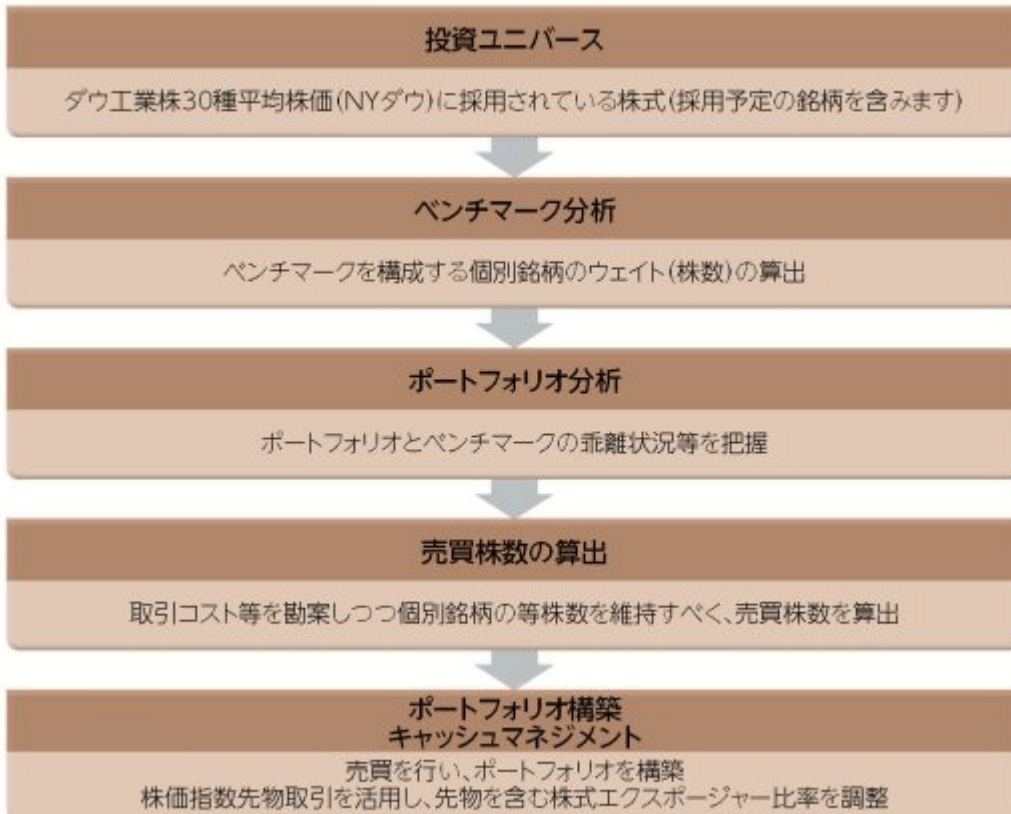 投資ユニバース
ダウ工業株30種平均株価(NYダウ)に採用されている株式(採用予定の銘柄を含みます)
ベンチマーク分析
ベンチマークを構成する個別銘柄のウェイト(株数)の算出
ポートフォリオ分析
ポートフォリオとベンチマークの乖離状況等を把握
売買株数の算出
取引コスト等を勘案しつつ個別銘柄の等株数を維持すべく、売買株数を算出
ポートフォリオ構築
キャッシュマネジメント
売買を行い、ポートフォリオを構築
株価指数先物取引を活用し、先物を含む株式エクスポージャー比率を調整